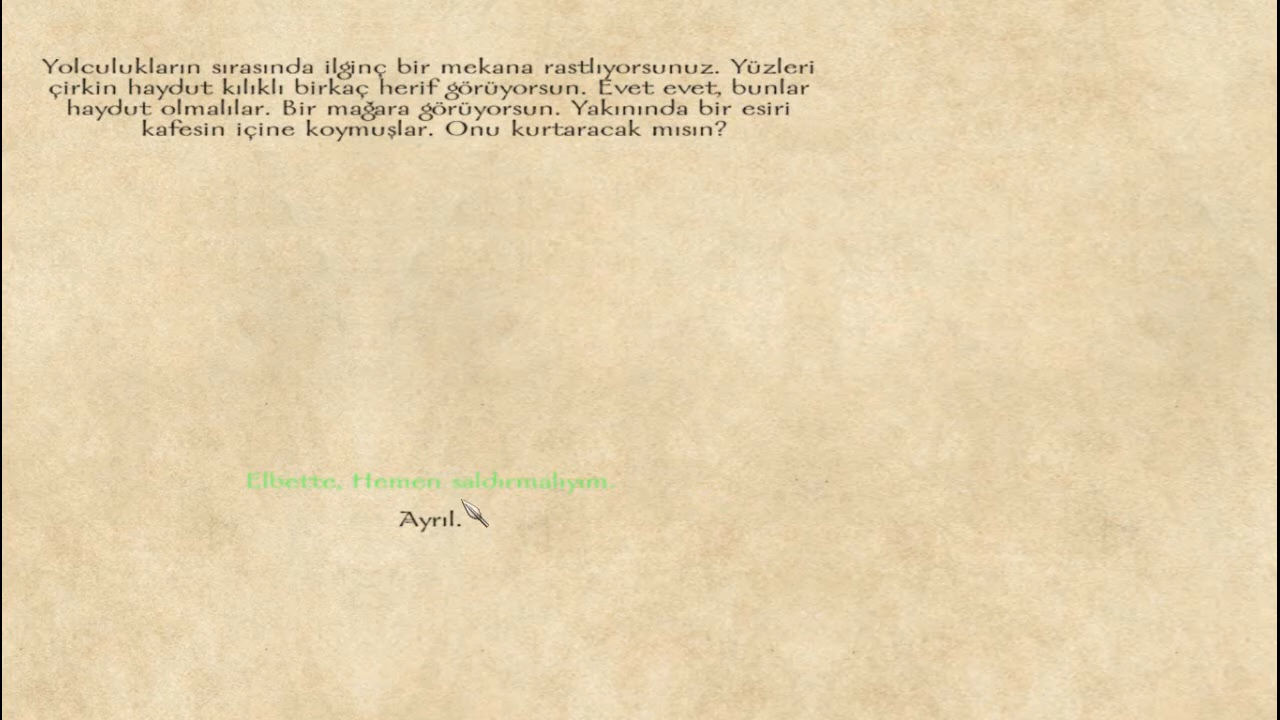 Yolculukların sırasında ilginç bir mekana rastlıyorsunuz. Yüzleri
çirkin haydut kılıklı birkaç herif görüyorsun. Evet evet, bunlar
haydut olmalılar. Bir mağara görüyorsun. Yakınında bir esiri
kafesin içine koymuşlar. Onu kurtaracak mısın?
Elbette, Hemen saldırmalıyım.
Ayrıl.